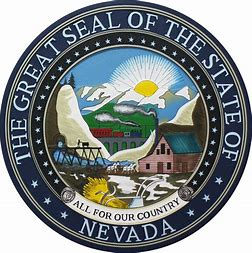 THE GREAT SEAL OF THE STATE OF
NEVADA
ALL FOR OUR COUNTRY